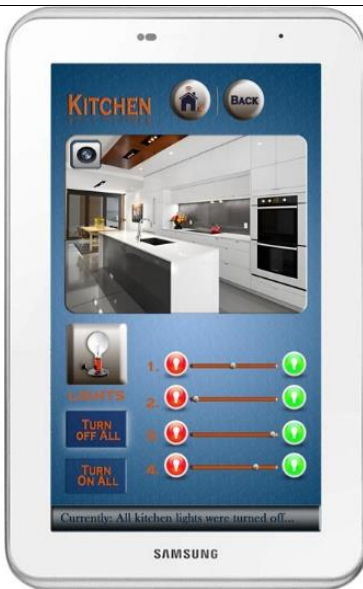 KITCHEN
BACK
LIGHTS
1.
2.
3.
4.
TURN
OFF ALL
TURN
ON ALL
Currently: All kitchen lights were turned off...
SAMSUNG